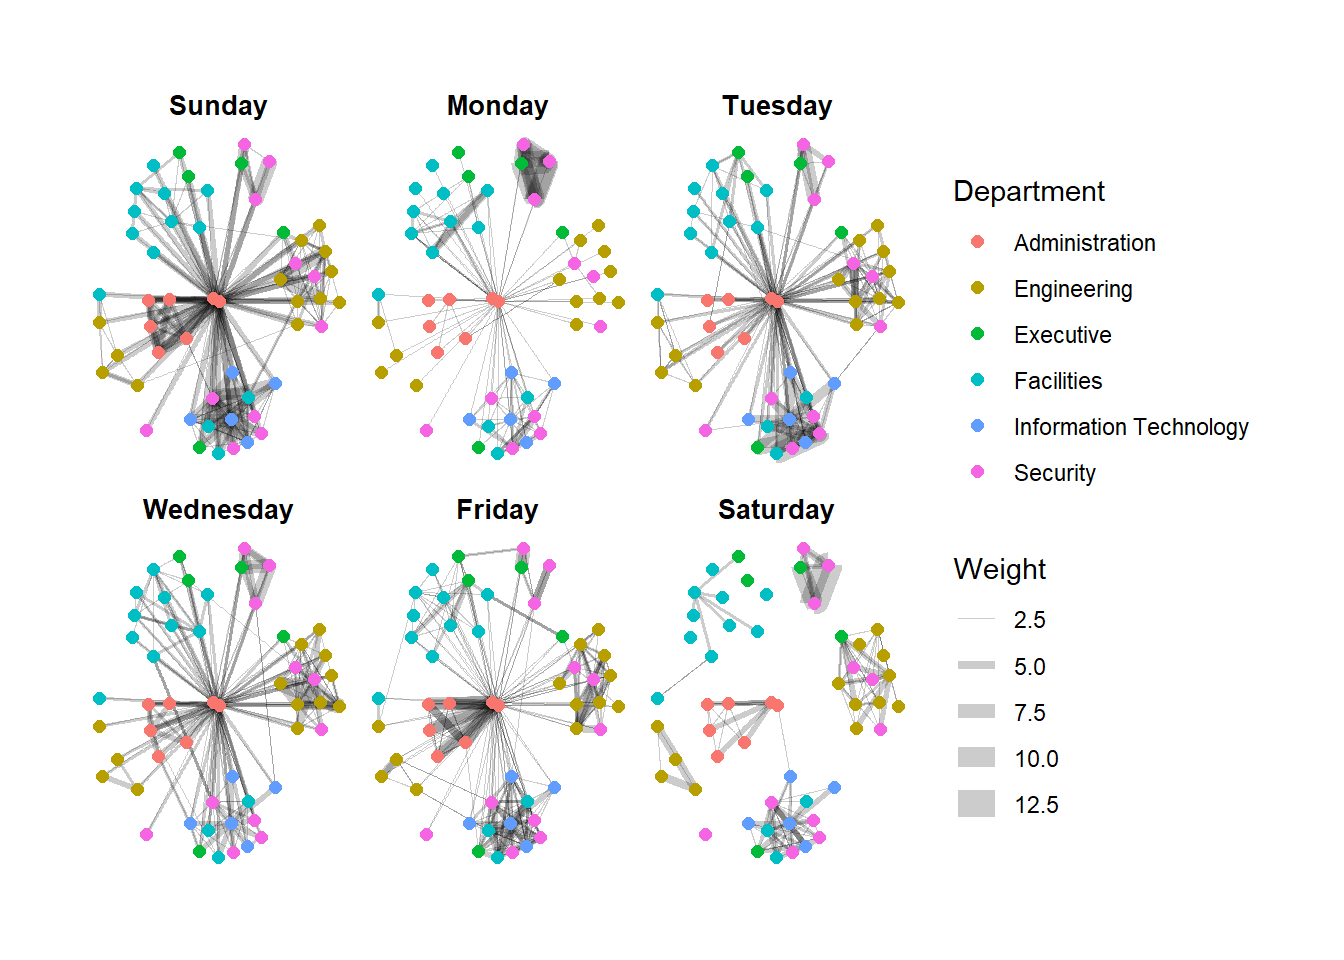 Sunday
Monday
Tuesday
Wednesday
Friday
Saturday
Department
Administration
Engineering
Executive
Facilities
Information Technology
Security
Weight
2.5
5.0
7.5
10.0
12.5